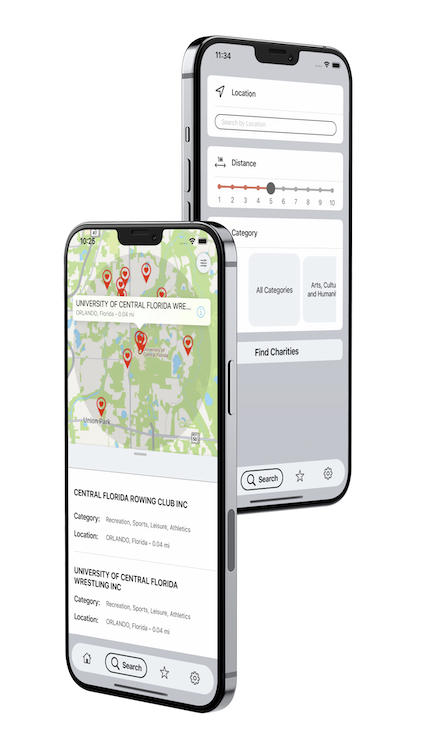 11:34
Location
Search by Location
Distance
1 2 3 4 5 6 7 8 9 10
Category
All Categories
Arts, Cultu
and Humani
Find Charities
Search
10:26
UNIVERSITY OF CENTRAL FLORIDA WRE...
ORLANDO, Florida - 0.04 mi
University of
Central Florida
Union Park
50
CENTRAL FLORIDA ROWING CLUB INC
Category: Recreation, Sports, Leisure, Athletics
Location: ORLANDO, Florida - 0.04 mi
UNIVERSITY OF CENTRAL FLORIDA
WRESTLING INC
Category: Recreation, Sports, Leisure, Athletics
Location: ORLANDO, Florida - 0.04 mi
Search